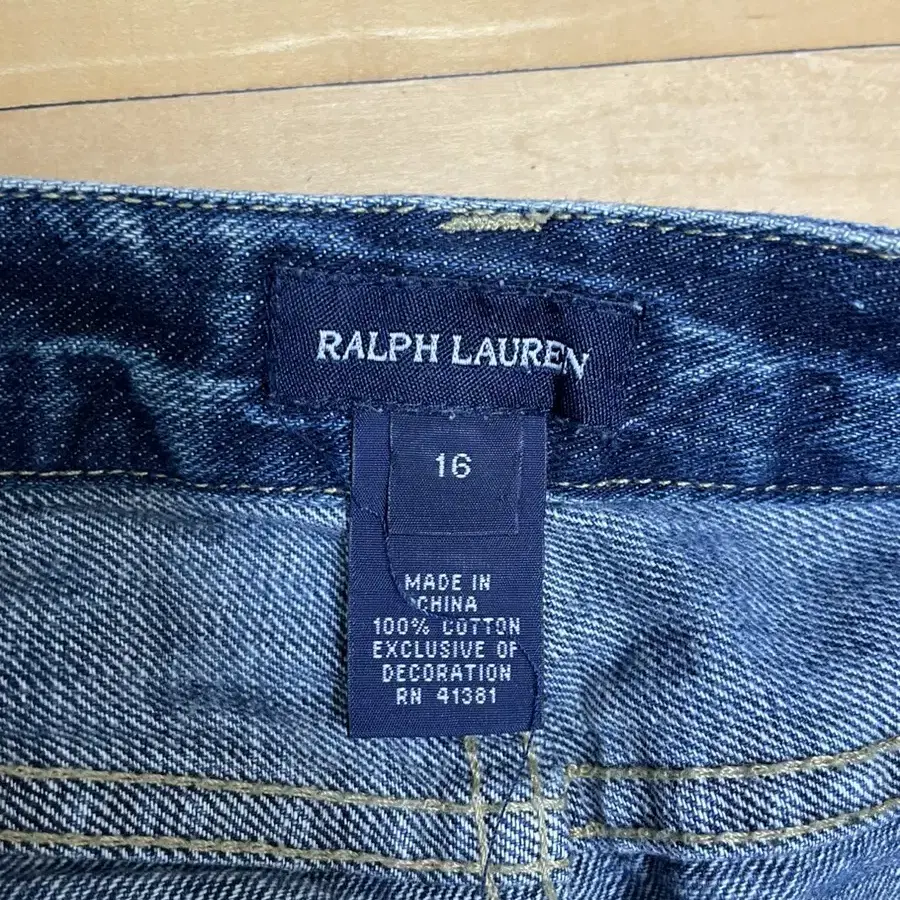 RALPH LAUREN
16
MADE IN
CHINA
100% COTTON
EXCLUSIVE OF
DECORATION
RN 41381